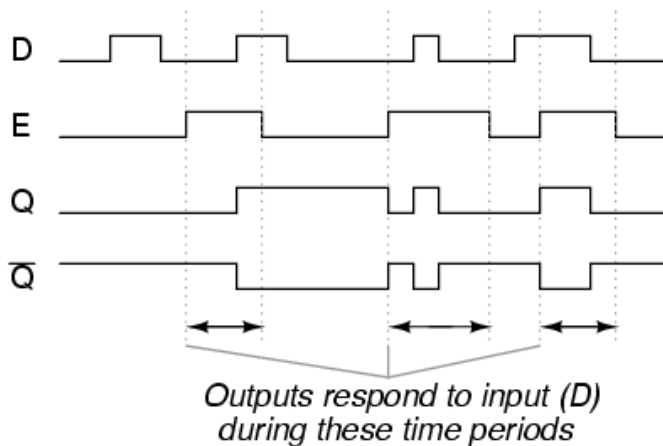 D
E
Q
Q̅
Outputs respond to input (D)
during these time periods